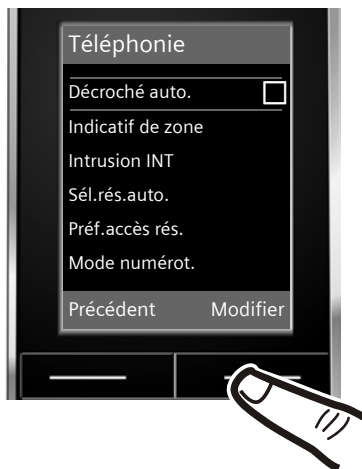 Téléphonie
Décroché auto.
Indicatif de zone
Intrusion INT
Sél.rés.auto.
Préf.accès rés.
Mode numérot.
Précédent Modifier